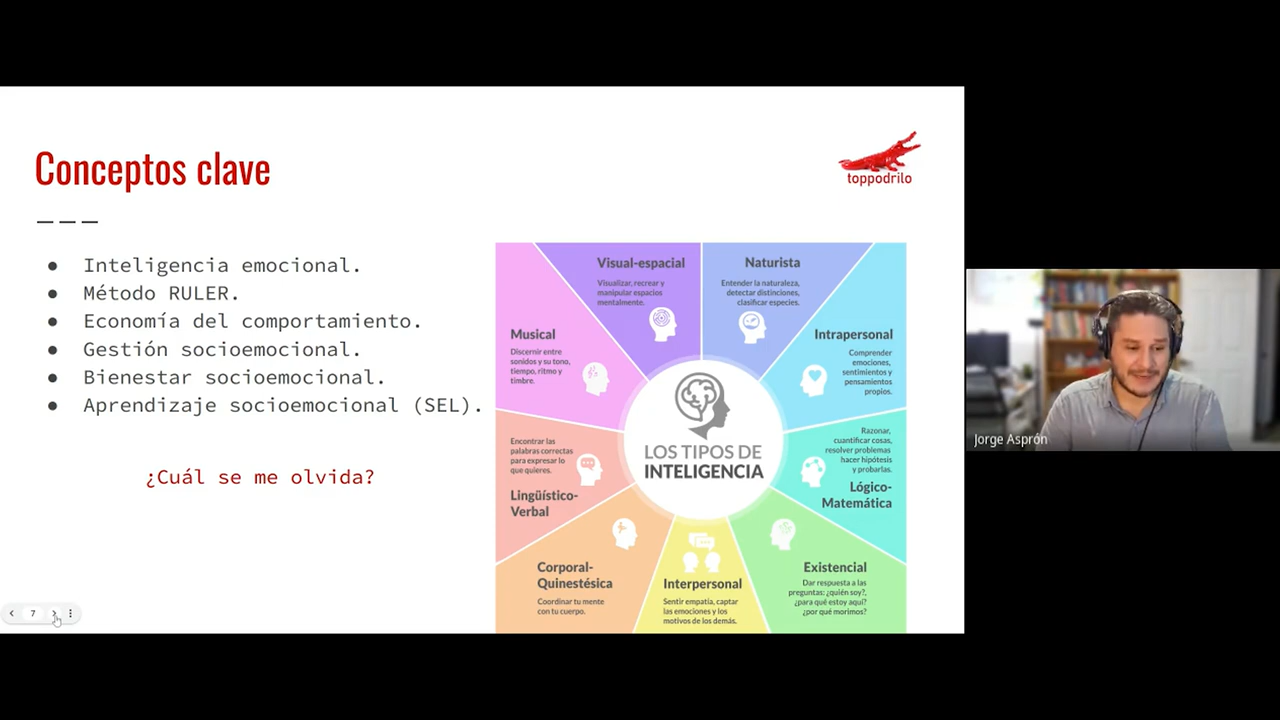 Conceptos clave
toppodrilo
● Inteligencia emocional.
● Método RULER.
● Economía del comportamiento.
● Gestión socioemocional.
● Bienestar socioemocional.
● Aprendizaje socioemocional (SEL).
¿Cuál se me olvida?
Visual-espacial
Visualizar, recrear y
manipular espacios
mentalmente.
Naturista
Entender la naturaleza,
detectar distinciones,
clasificar especies.
Musical
Discernir entre
sonidos y su tono,
tiempo, ritmo y
timbre.
Intrapersonal
Comprender
emociones,
sentimientos y
pensamientos
propios.
LOS TIPOS DE
INTELIGENCIA
Encontrar las
palabras correctas
para expresar lo
que quieres.
Lingüístico-
Verbal
Razonar,
cuantificar cosas,
resolver problemas
hacer hipótesis
y probarlas.
Lógico-
Matemática
Corporal-
Quinestésica
Coordinar tu mente
con tu cuerpo.
Interpersonal
Sentir empatía, captar
las emociones y los
motivos de los demás.
Existencial
Dar respuesta a las
preguntas: ¿quién soy?,
¿para qué estoy aquí?
¿por qué morimos?
7
Jorge Asprón